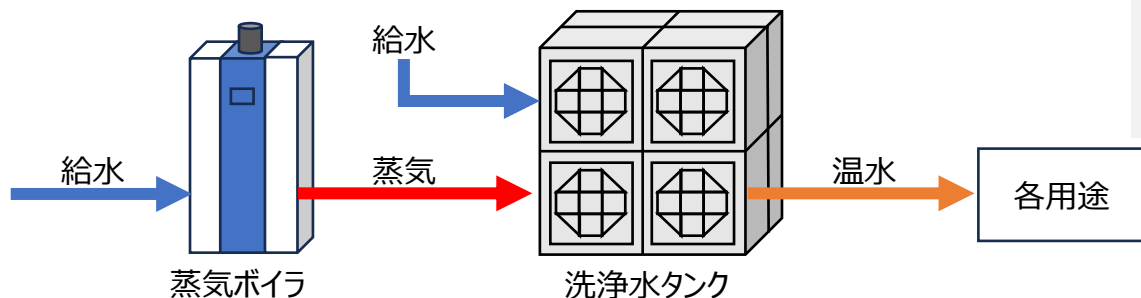 給水
給水
蒸気
温水
各用途
蒸気ボイラ
洗浄水タンク